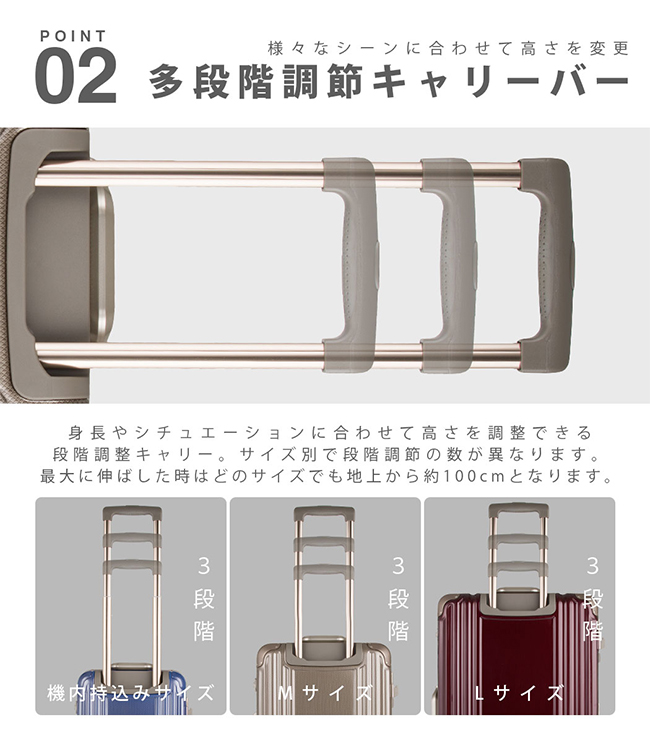 POINT
02
様々なシーンに合わせて高さを変更
多段階調節キャリーバー
身長やシチュエーションに合わせて高さを調整できる
段階調整キャリー。サイズ別で段階調節の数が異なります。
最大に伸ばした時はどのサイズでも地上から約100cmとなります。
3段階
機内持込みサイズ
3段階
Mサイズ
3段階
Lサイズ